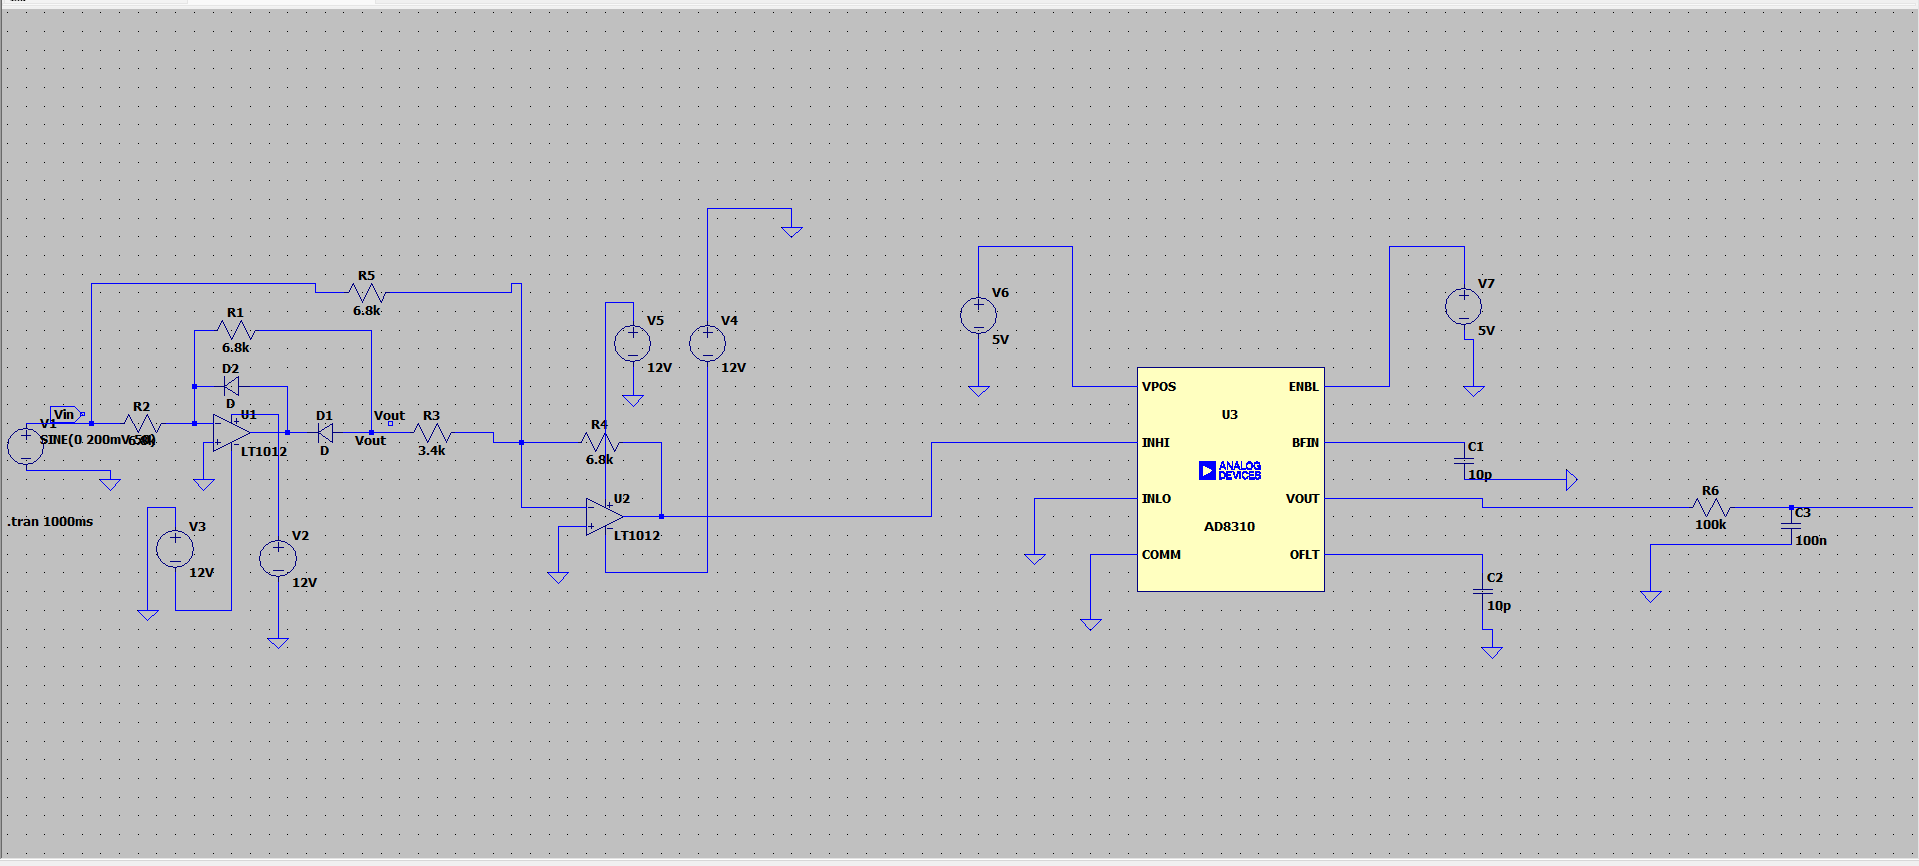 R5
6.8k
R1
6.8k
D2
D
Vin
R2
V1
SINE(0 200mV 50)
6.8k
U1
LT1012
D1
D
Vout
Vout
R3
3.4k
.tran 1000ms
V3
12V
V2
12V
V5
12V
V4
12V
R4
6.8k
U2
LT1012
V6
5V
V7
5V
VPOS
ENBL
U3
INHI
BFIN
ANALOG
DEVICES
INLO
VOUT
AD8310
COMM
OFLT
C1
10p
C2
10p
R6
100k
C3
100n